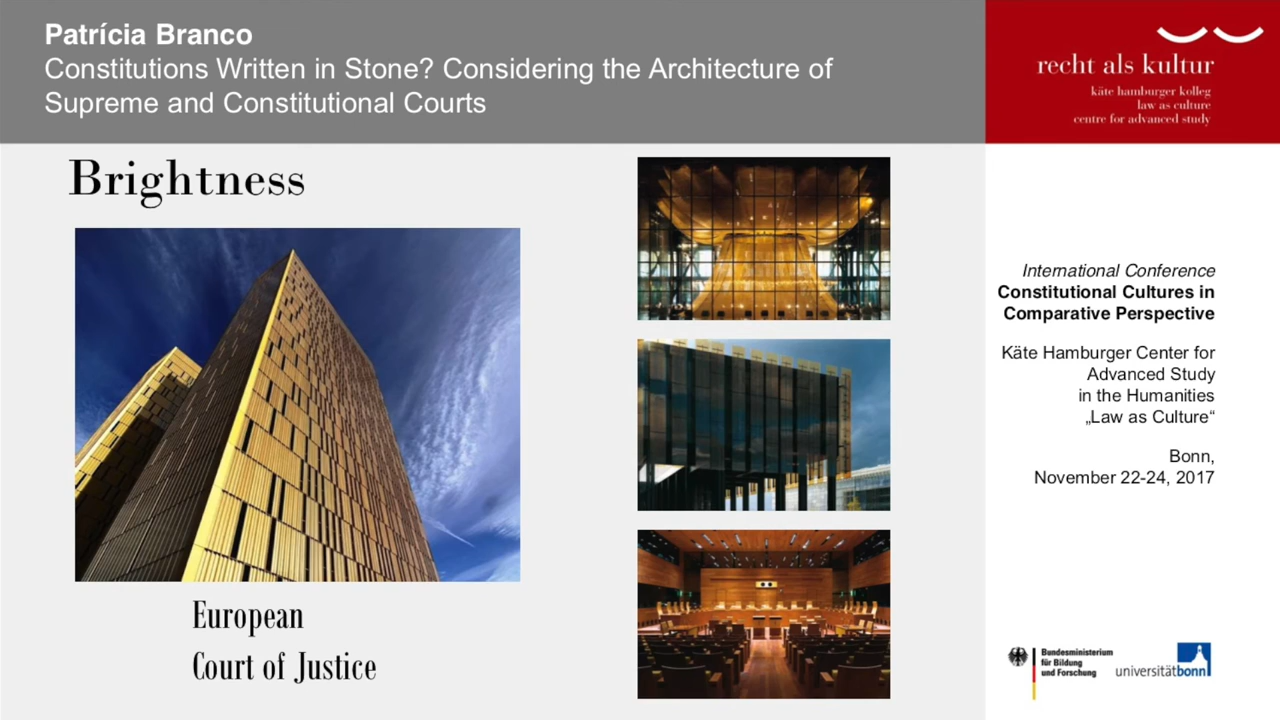 Patrícia Branco
Constitutions Written in Stone? Considering the Architecture of
Supreme and Constitutional Courts
recht als kultur
käte hamburger kolleg
law as culture
centre for advanced study
Brightness
European
Court of Justice
International Conference
Constitutional Cultures in
Comparative Perspective
Käte Hamburger Center for
Advanced Study
in the Humanities
„Law as Culture“
Bonn,
November 22-24, 2017
Bundesministerium
für Bildung
und Forschung
universitätbonn